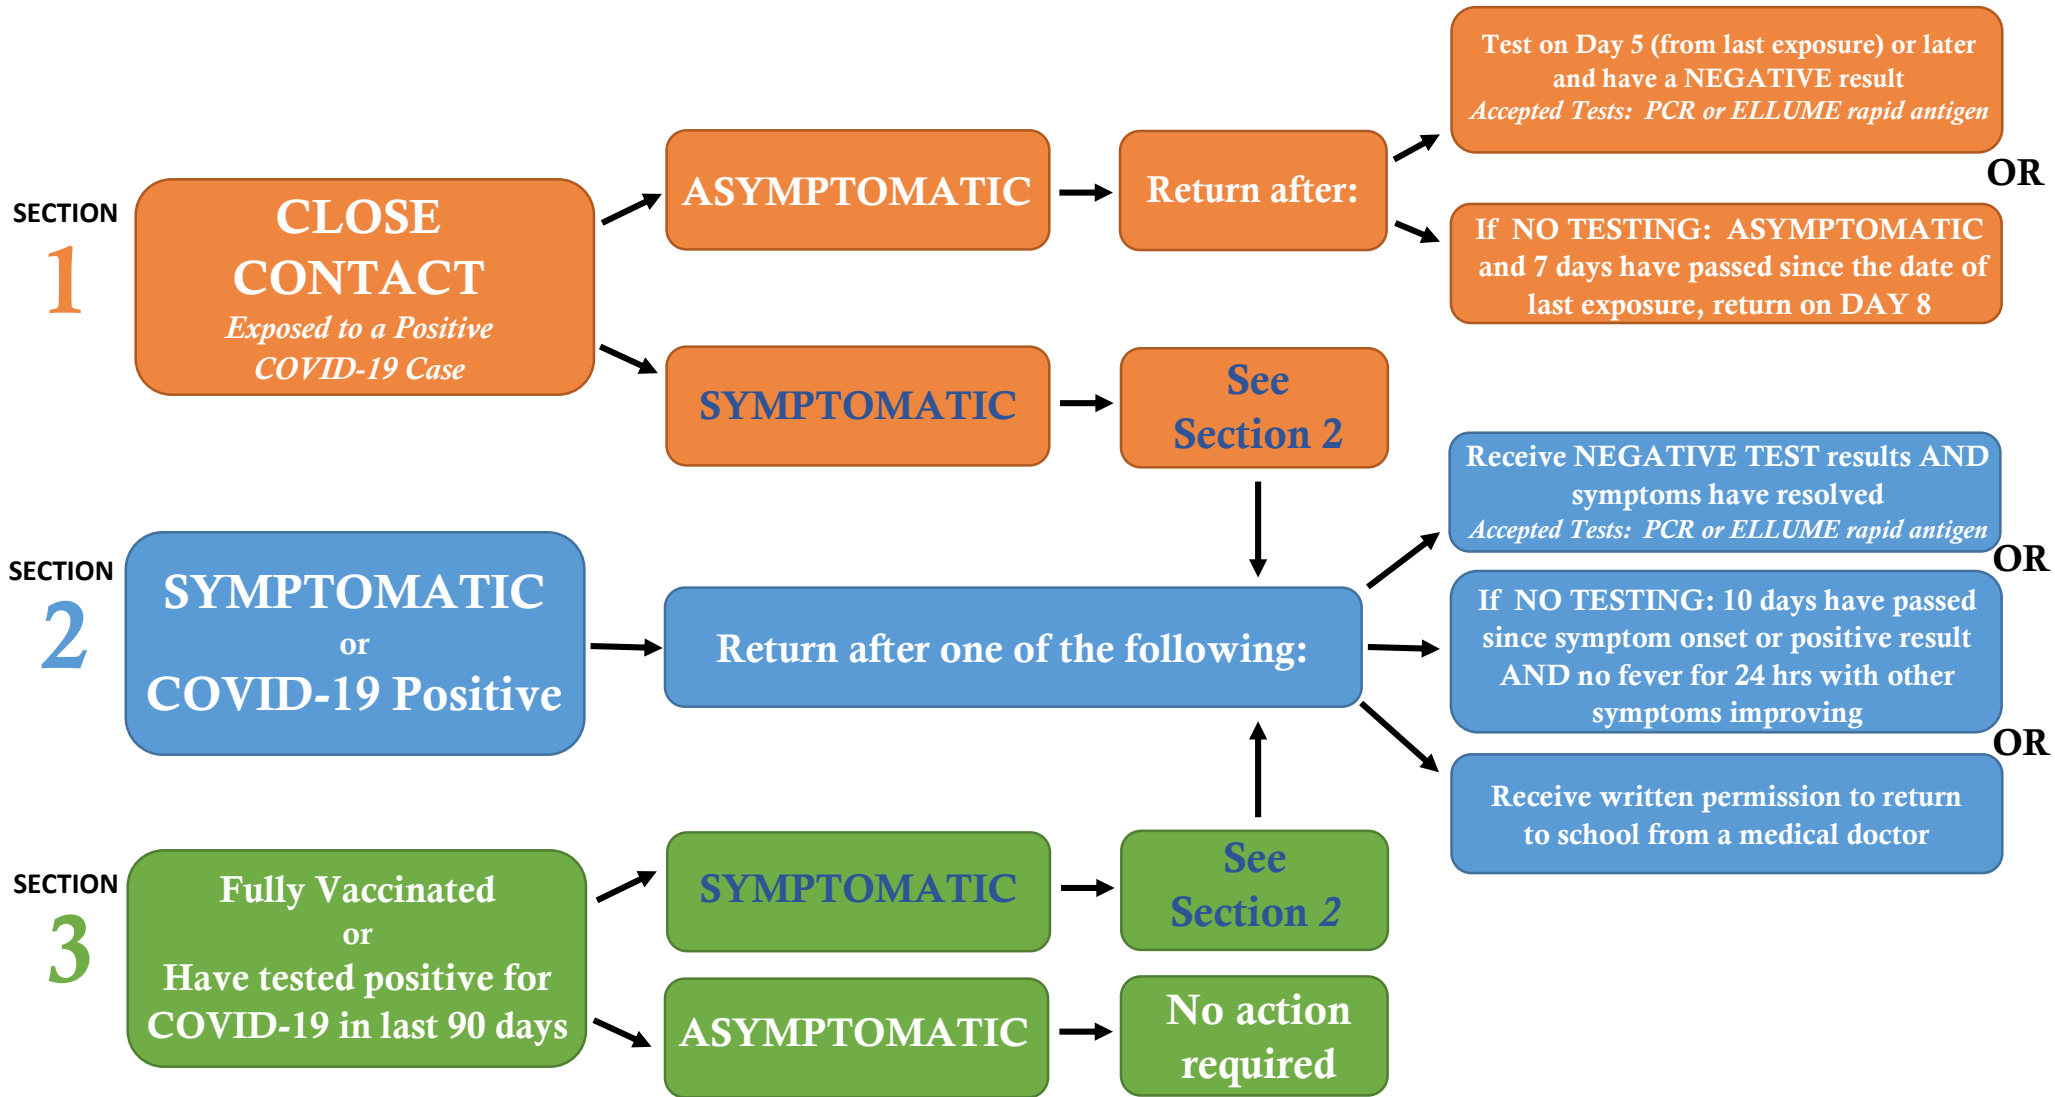 SECTION
1
CLOSE
CONTACT
Exposed to a Positive
COVID-19 Case
ASYMPTOMATIC
Return after:
Test on Day 5 (from last exposure) or later
and have a NEGATIVE result
Accepted Tests: PCR or ELLUME rapid antigen
OR
If NO TESTING: ASYMPTOMATIC
and 7 days have passed since the date of
last exposure, return on DAY 8
SYMPTOMATIC
See
Section 2
SECTION
2
SYMPTOMATIC
or
COVID-19 Positive
Return after one of the following:
Receive NEGATIVE TEST results AND
symptoms have resolved
Accepted Tests: PCR or ELLUME rapid antigen
OR
If NO TESTING: 10 days have passed
since symptom onset or positive result
AND no fever for 24 hrs with other
symptoms improving
OR
Receive written permission to return
to school from a medical doctor
SECTION
3
Fully Vaccinated
or
Have tested positive for
COVID-19 in last 90 days
SYMPTOMATIC
See
Section 2
ASYMPTOMATIC
No action
required